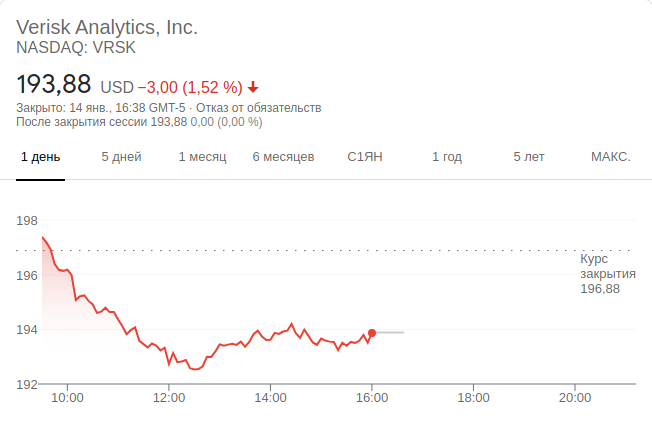 Verisk Analytics, Inc.
NASDAQ: VRSK
193,88 USD −3,00 (1,52 %)
Закрыто: 14 янв., 16:38 GMT-5 · Отказ от обязательств
После закрытия сессии 193,88 0,00 (0,00 %)
1 день 5 дней 1 месяц 6 месяцев С1ЯН 1 год 5 лет МАКС.
198
196
194
192
Курс
закрытия
196,88
10:00 12:00 14:00 16:00 18:00 20:00